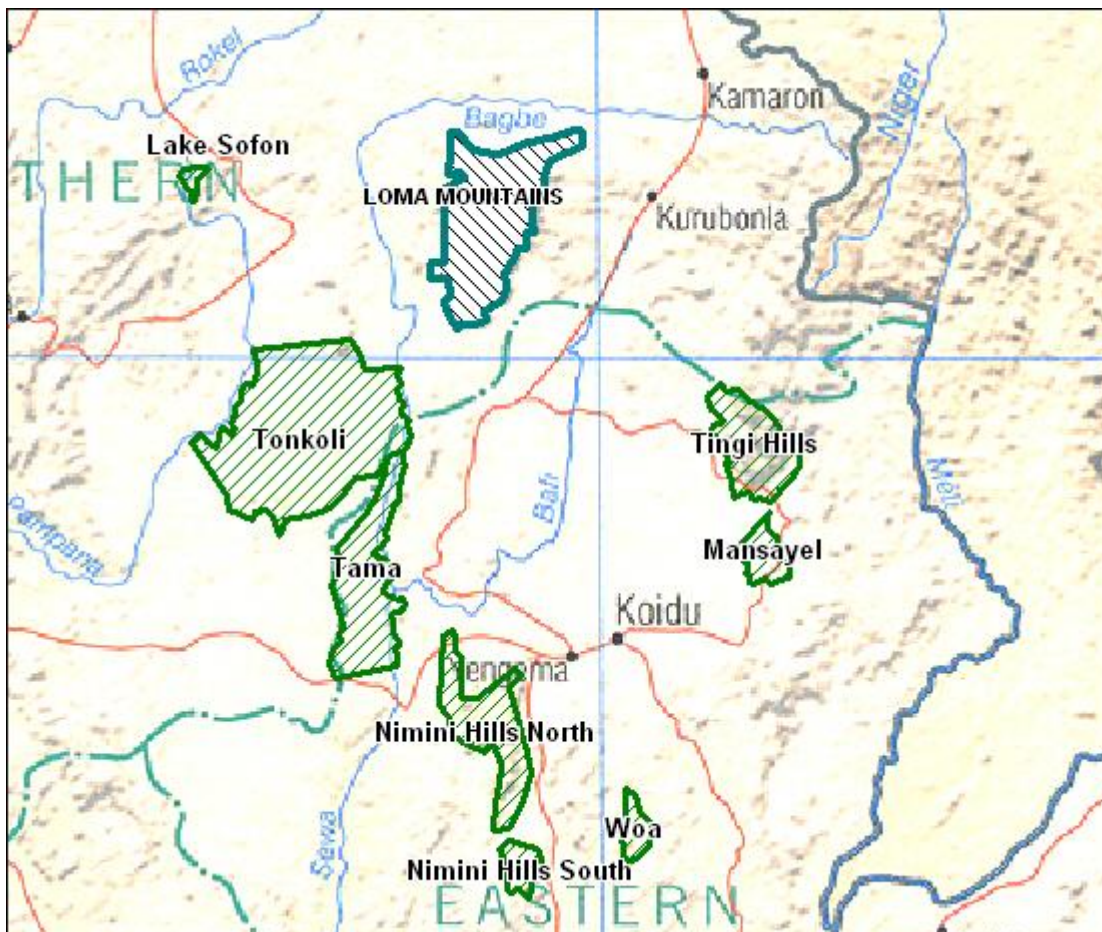 Rokel
Kamaron
Niger
Bagbe
Lake Sofon
THERN
LOMA MOUNTAINS
Kurubonla
Tonkoli
Tingi Hills
Meli
Bafi
Pampana
Mansayel
Tama
Koidu
Yengema
Nimini Hills North
Woa
Sewa
Nimini Hills South
EASTERN